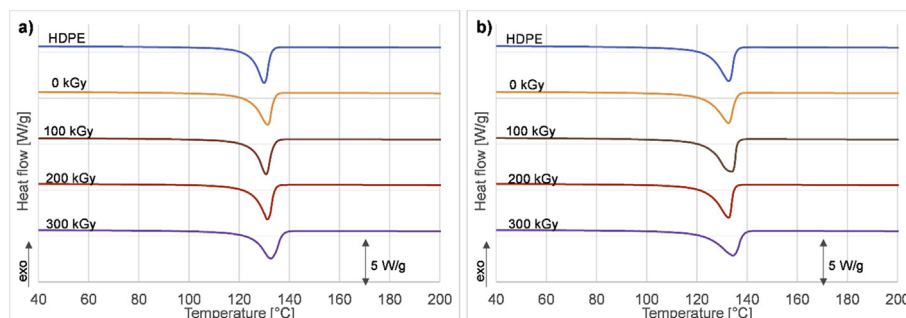 a)
HDPE
0 kGy
100 kGy
200 kGy
300 kGy
Heat flow [W/g]
exo
5 W/g
40 60 80 100 120 140 160 180 200
Temperature [°C]
b)
HDPE
0 kGy
100 kGy
200 kGy
300 kGy
Heat flow [W/g]
exo
5 W/g
40 60 80 100 120 140 160 180 200
Temperature [°C]